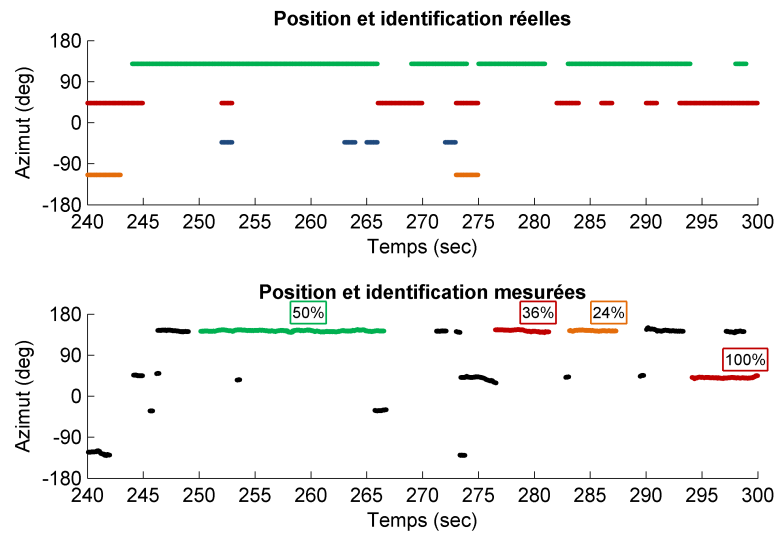 Position et identification réelles
180
90
0
-90
-180
Azimut (deg)
240 245 250 255 260 265 270 275 280 285 290 295 300
Temps (sec)
Position et identification mesurées
50% 36% 24%
180
90
100%
0
-90
-180
Azimut (deg)
240 245 250 255 260 265 270 275 280 285 290 295 300
Temps (sec)